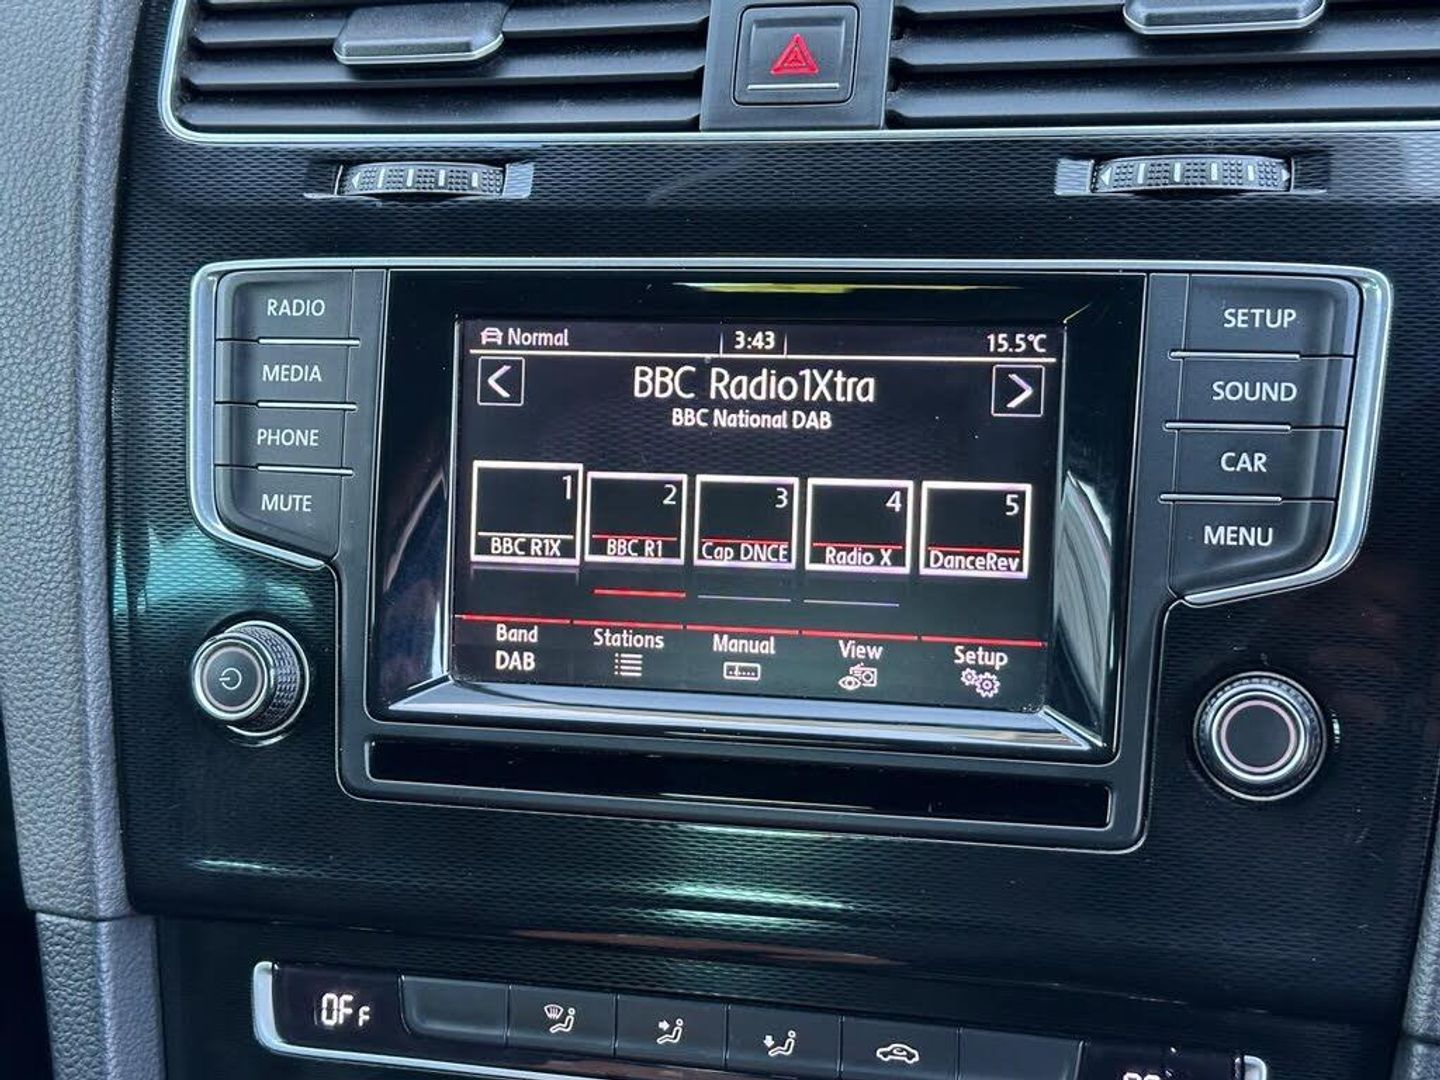 RADIO
MEDIA
PHONE
MUTE
SETUP
SOUND
CAR
MENU
Normal
3:43
15.5℃
<
BBC Radio1Xtra
>
BBC National DAB
1
BBC R1X
2
BBC R1
3
Cap DNCE
4
Radio X
5
DanceRev
Band
DAB
Stations
Manual
View
Setup
OFF